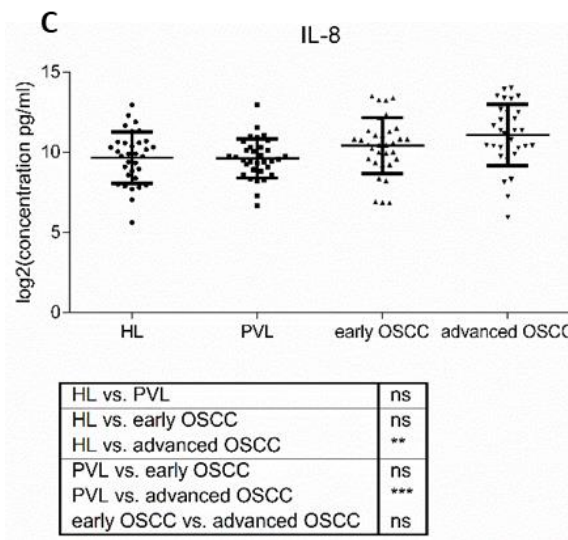 C
IL-8
log2(concentration pg/ml)
15
10
5
0
HL PVL early OSCC advanced OSCC
HL vs. PVL ns
HL vs. early OSCC ns
HL vs. advanced OSCC **
PVL vs. early OSCC ns
PVL vs. advanced OSCC ***
early OSCC vs. advanced OSCC ns